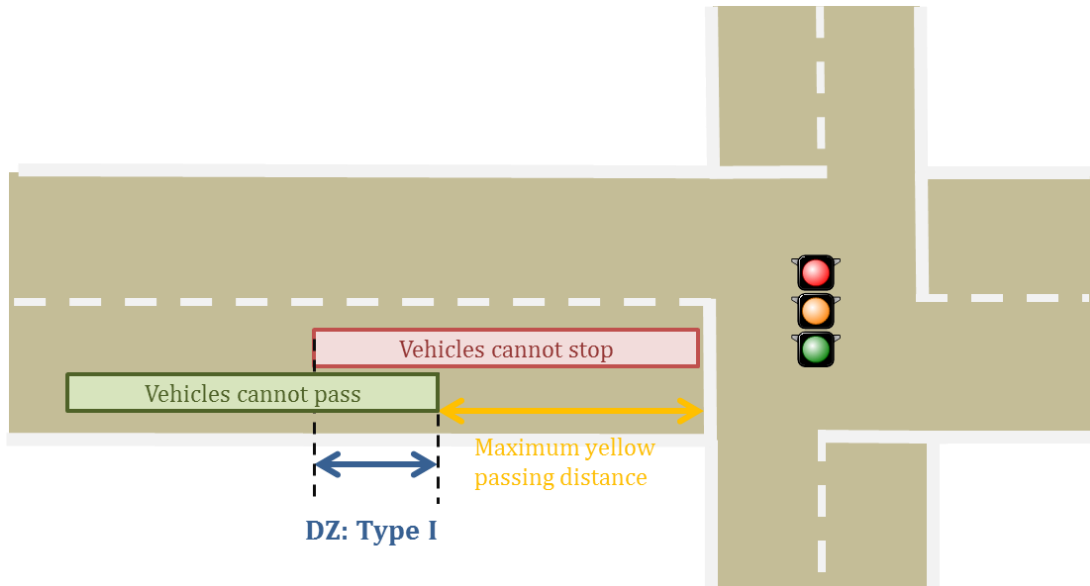 Vehicles cannot stop
Vehicles cannot pass
Maximum yellow
passing distance
DZ: Type I